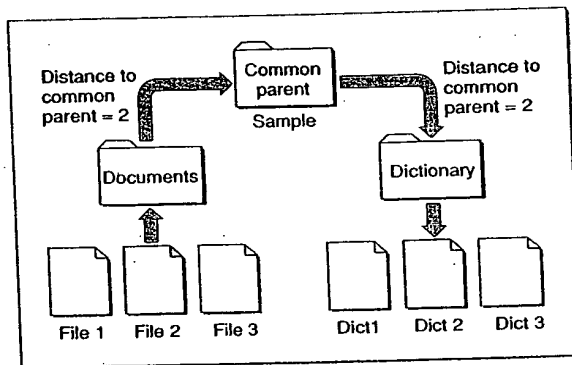 Distance to
common
parent = 2
Common
parent
Sample
Distance to
common
parent = 2
Documents
Dictionary
File 1
File 2
File 3
Dict1
Dict 2
Dict 3